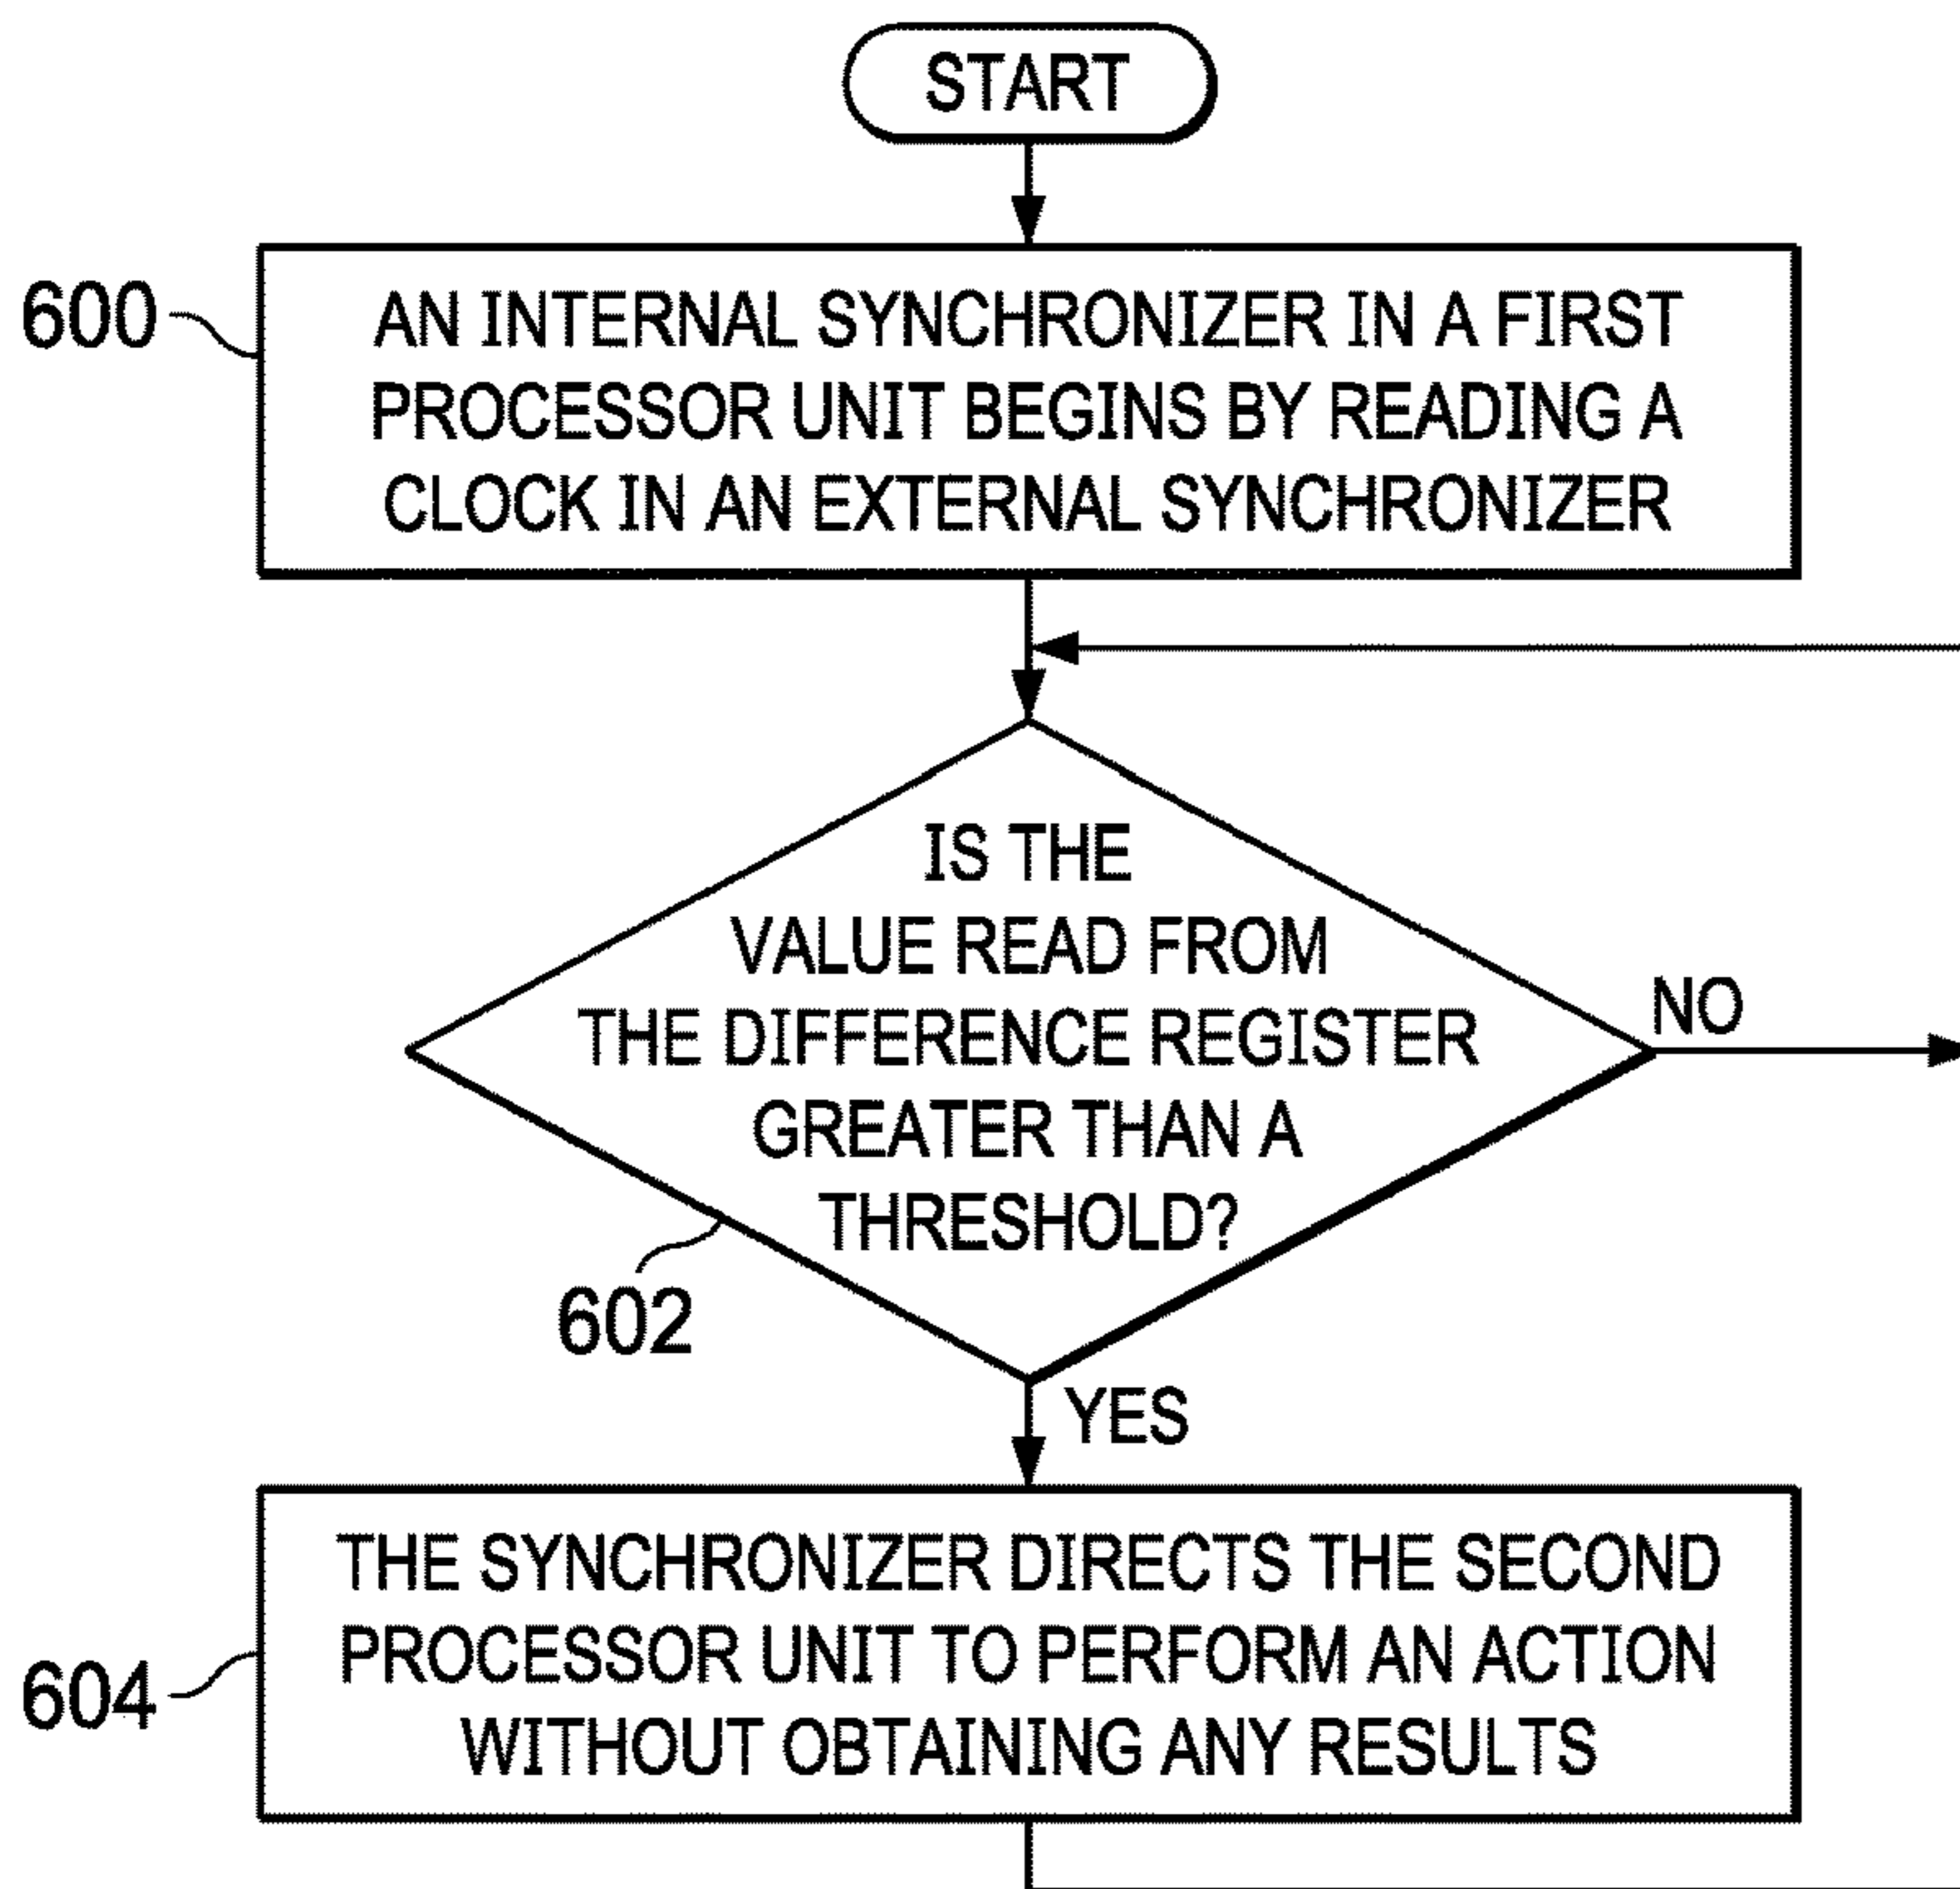 START
600
AN INTERNAL SYNCHRONIZER IN A FIRST
PROCESSOR UNIT BEGINS BY READING A
CLOCK IN AN EXTERNAL SYNCHRONIZER
IS THE
VALUE READ FROM
THE DIFFERENCE REGISTER
GREATER THAN A
THRESHOLD?
NO
602
YES
604
THE SYNCHRONIZER DIRECTS THE SECOND
PROCESSOR UNIT TO PERFORM AN ACTION
WITHOUT OBTAINING ANY RESULTS